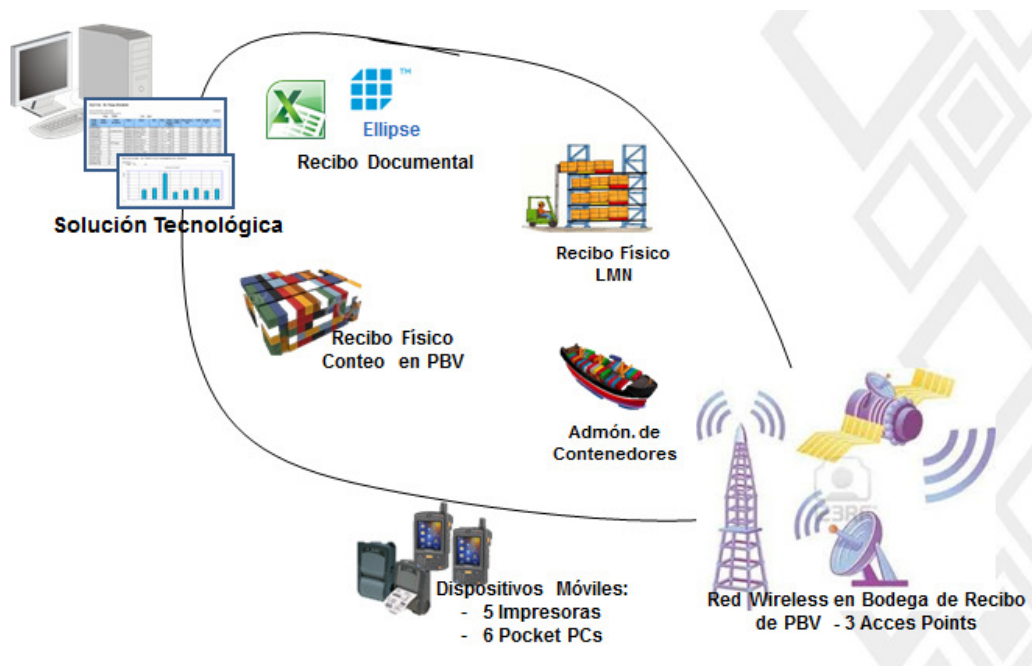 Ellipse
TM
Recibo Documental
Solución Tecnológica
Recibo Físico
LMN
Recibo Físico
Conteo en PBV
Admón. de
Contenedores
Dispositivos Móviles:
- 5 Impresoras
- 6 Pocket PCs
Red Wireless en Bodega de Recibo
de PBV - 3 Acces Points